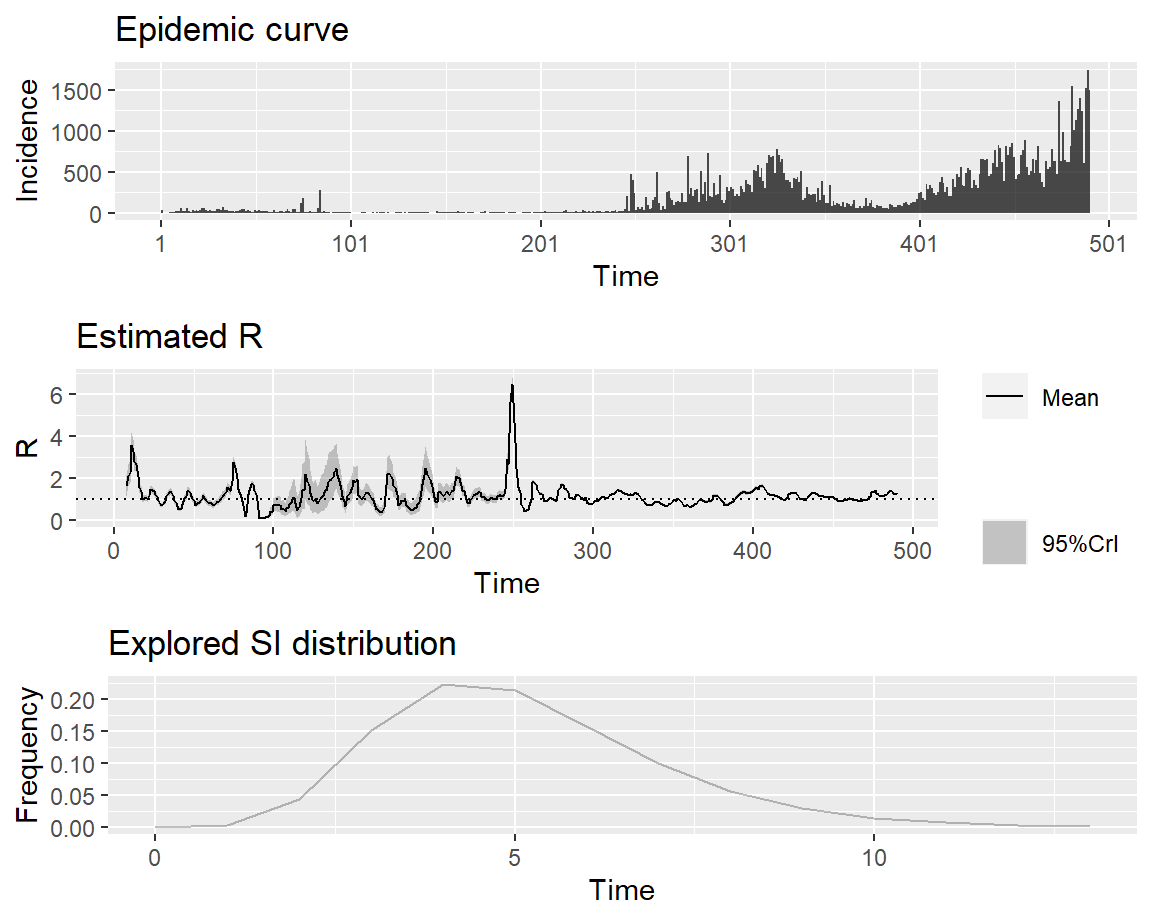 Epidemic curve
Incidence
1500
1000
500
0
1 101 201 301 401 501
Time
Estimated R
R
6
4
2
0
0 100 200 300 400 500
Time
Mean
95%CrI
Explored SI distribution
Frequency
0.20
0.15
0.10
0.05
0.00
0 5 10
Time